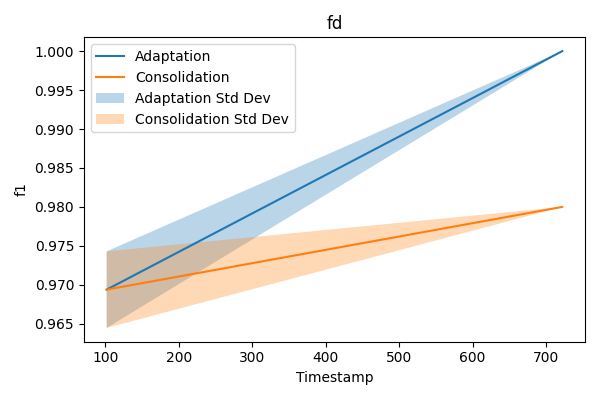 fd
1.000
0.995
0.990
0.985
0.980
0.975
0.970
0.965
f1
Adaptation
Consolidation
Adaptation Std Dev
Consolidation Std Dev
100 200 300 400 500 600 700
Timestamp